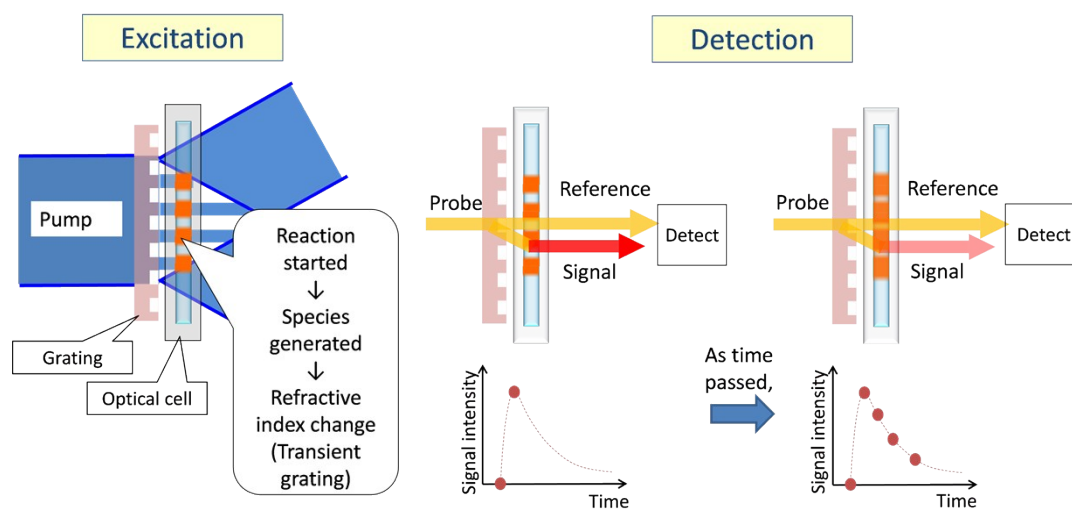 Excitation
Pump
Grating
Optical cell
Reaction
started
↓
Species
generated
↓
Refractive
index change
(Transient
grating)
Detection
Probe
Reference
Signal
Detect
Signal intensity
Time
As time
passed,
Probe
Reference
Signal
Detect
Signal intensity
Time